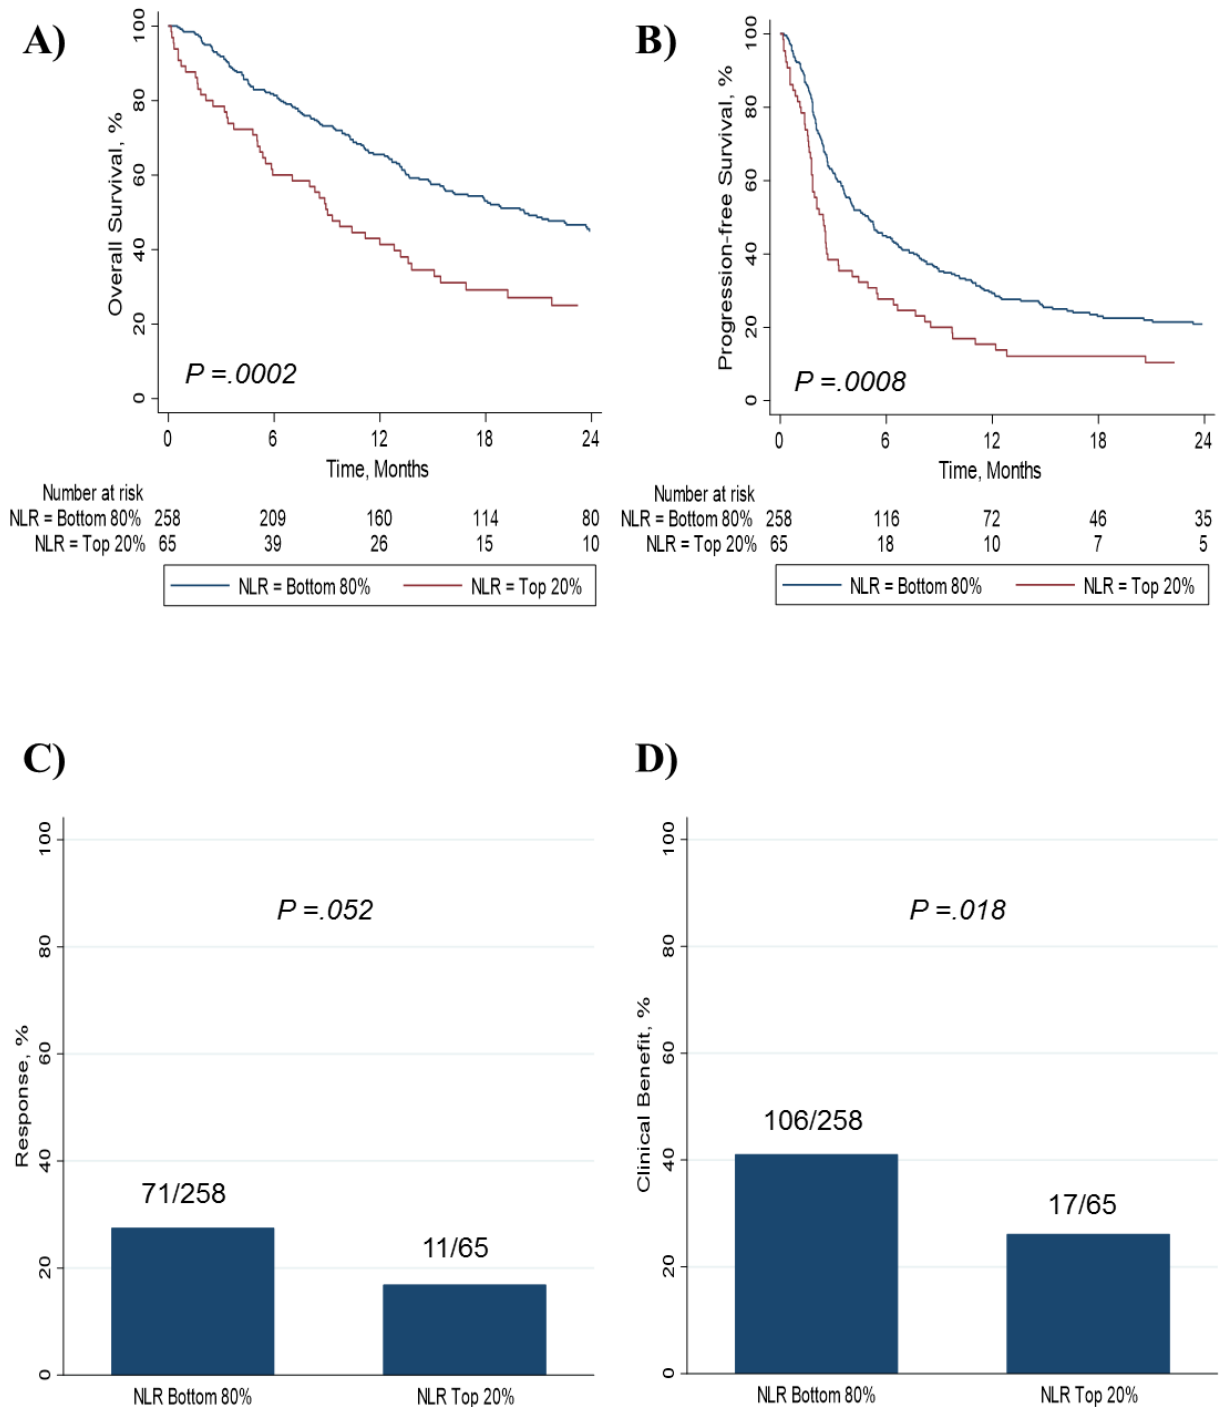 A)
Overall Survival, %
100
80
60
40
20
0
P =.0002
0 6 12 18 24
Time, Months
Number at risk
NLR = Bottom 80% 258 209 160 114 80
NLR = Top 20% 65 39 26 15 10
NLR = Bottom 80% NLR = Top 20%
B)
Progression-free Survival, %
100
80
60
40
20
0
P =.0008
0 6 12 18 24
Time, Months
Number at risk
NLR = Bottom 80% 258 116 72 46 35
NLR = Top 20% 65 18 10 7 5
NLR = Bottom 80% NLR = Top 20%
C)
Response, %
100
80
60
40
20
0
P =.052
71/258
11/65
NLR Bottom 80% NLR Top 20%
D)
Clinical Benefit, %
100
80
60
40
20
0
P =.018
106/258
17/65
NLR Bottom 80% NLR Top 20%